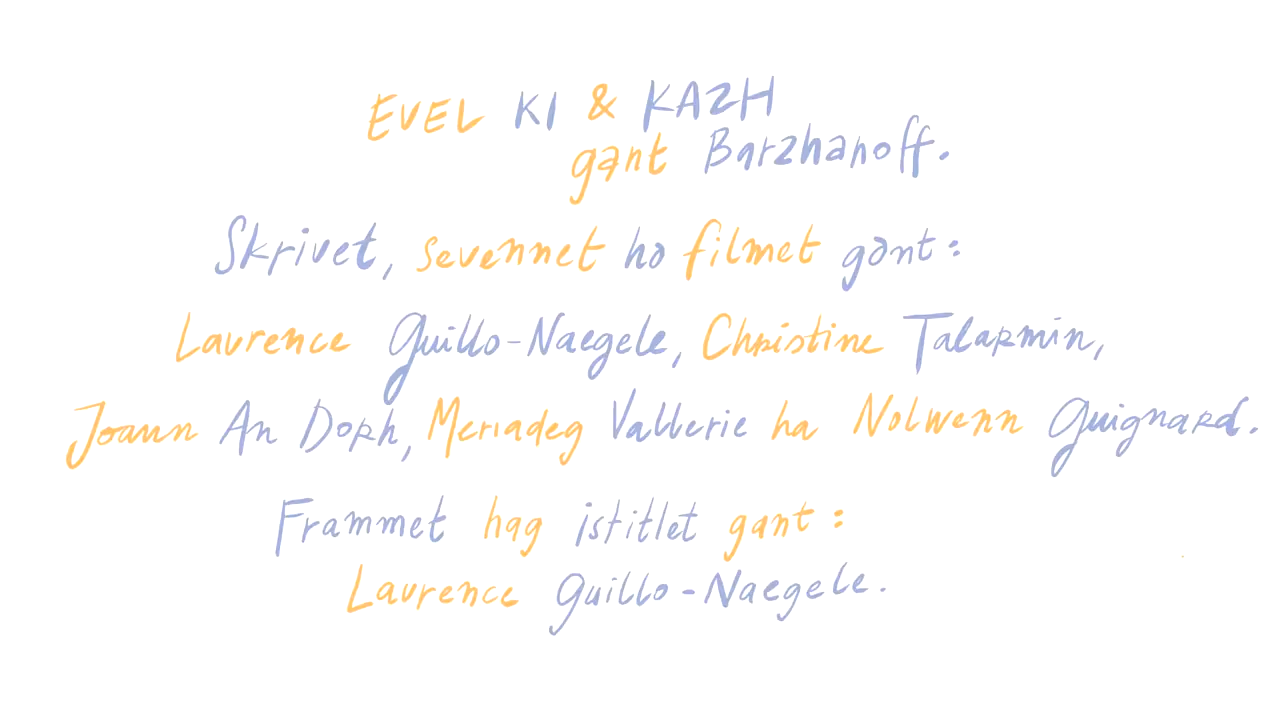 EVEL KI & KAZH
gant Barzhanoff.
Skrivet, sevennet ha filmet gant :
Laurence Guillo-Naegele, Christine Talarmin,
Joann An Dorh, Meriadeg Vallerie ha Nolwenn Guignard.
Frammet hag istitlet gant :
Laurence Guillo-Naegele.